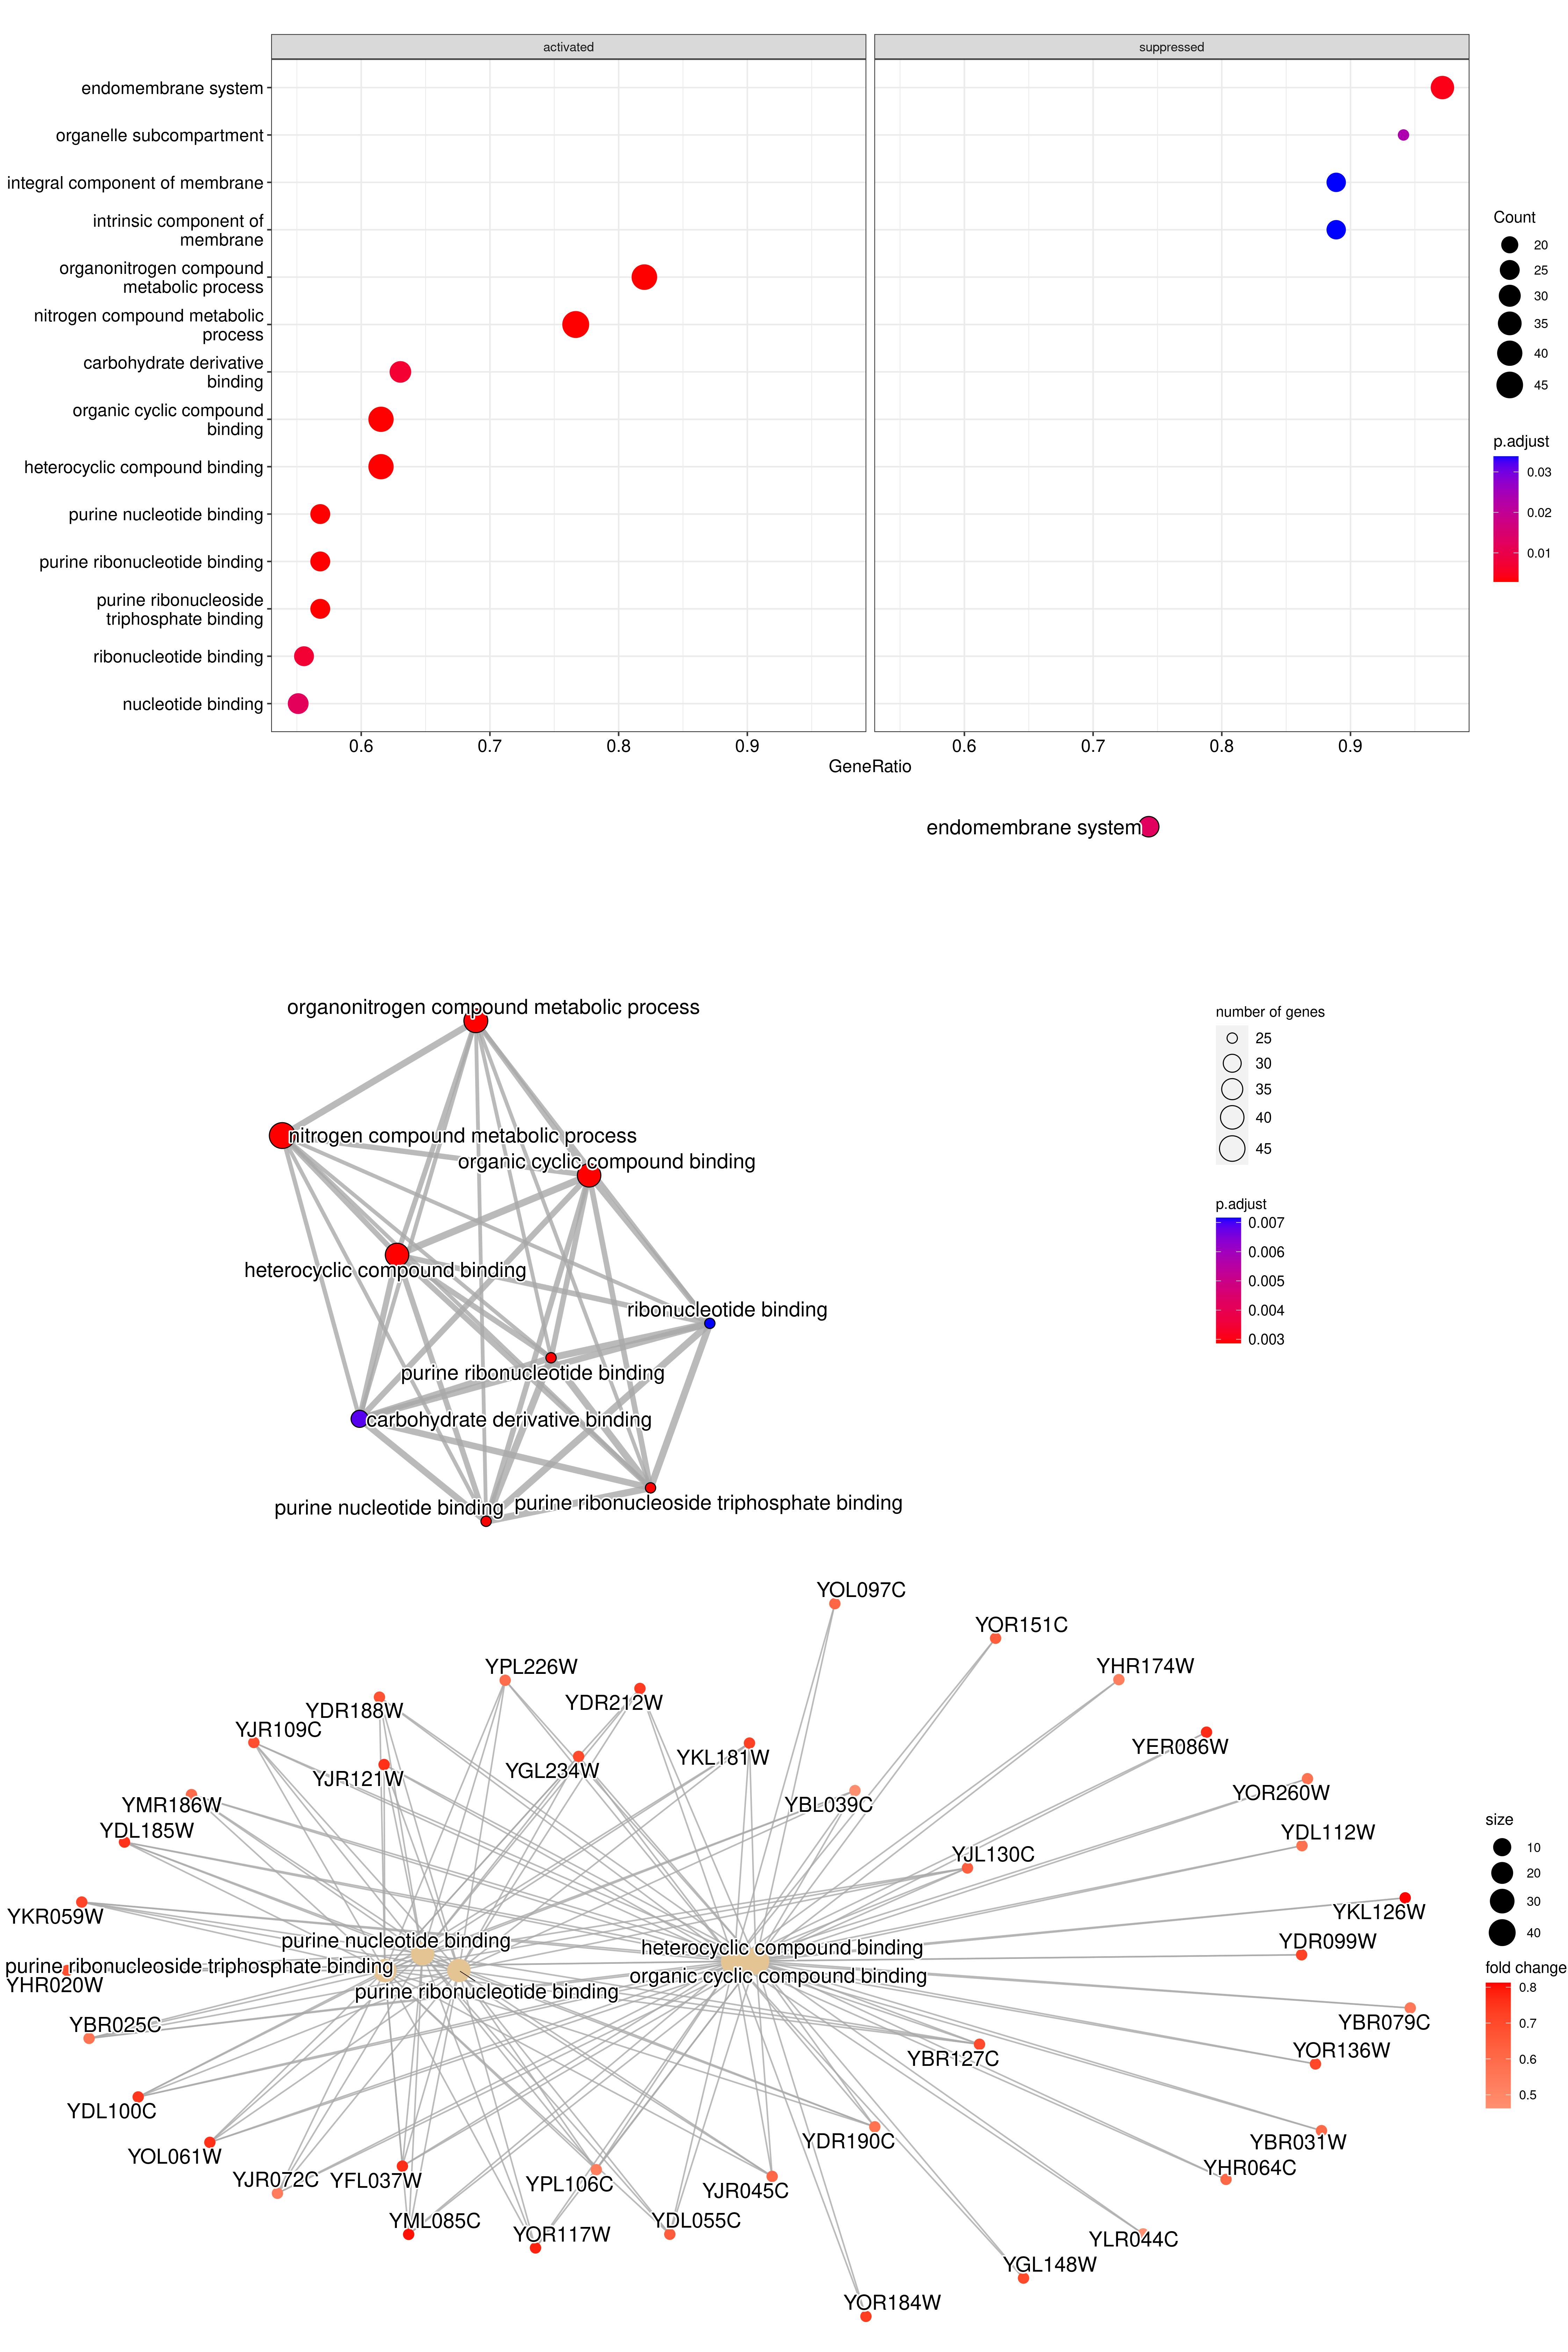 activated
suppressed
endomembrane system
organelle subcompartment
integral component of membrane
intrinsic component of
membrane
organonitrogen compound
metabolic process
nitrogen compound metabolic
process
carbohydrate derivative
binding
organic cyclic compound
binding
heterocyclic compound binding
purine nucleotide binding
purine ribonucleotide binding
purine ribonucleoside
triphosphate binding
ribonucleotide binding
nucleotide binding
0.6 0.7 0.8 0.9 0.6 0.7 0.8 0.9
GeneRatio
Count
20
25
30
35
40
45
p.adjust
0.03
0.02
0.01
endomembrane system
organonitrogen compound metabolic process
nitrogen compound metabolic process
organic cyclic compound binding
heterocyclic compound binding
ribonucleotide binding
purine ribonucleotide binding
carbohydrate derivative binding
purine ribonucleoside triphosphate binding
purine nucleotide binding
number of genes
25
30
35
40
45
p.adjust
0.007
0.006
0.005
0.004
0.003
YOL097C
YOR151C
YHR174W
YPL226W
YDR212W
YDR188W
YJR109C
YER086W
YKL181W
YGL234W
YJR121W
YOR260W
YBL039C
YMR186W
YDL185W
YDL112W
YJL130C
YKL126W
YKR059W
YDR099W
purine nucleotide binding
heterocyclic compound binding
purine ribonucleoside triphosphate binding
organic cyclic compound binding
YHR020W
purine ribonucleotide binding
YBR079C
YBR025C
YOR136W
YBR127C
YDL100C
YDR190C
YBR031W
YOL061W
YHR064C
YJR072C
YFL037W
YPL106C
YJR045C
YML085C
YOR117W
YDL055C
YLR044C
YGL148W
YOR184W
size
10
20
30
40
fold change
0.8
0.7
0.6
0.5